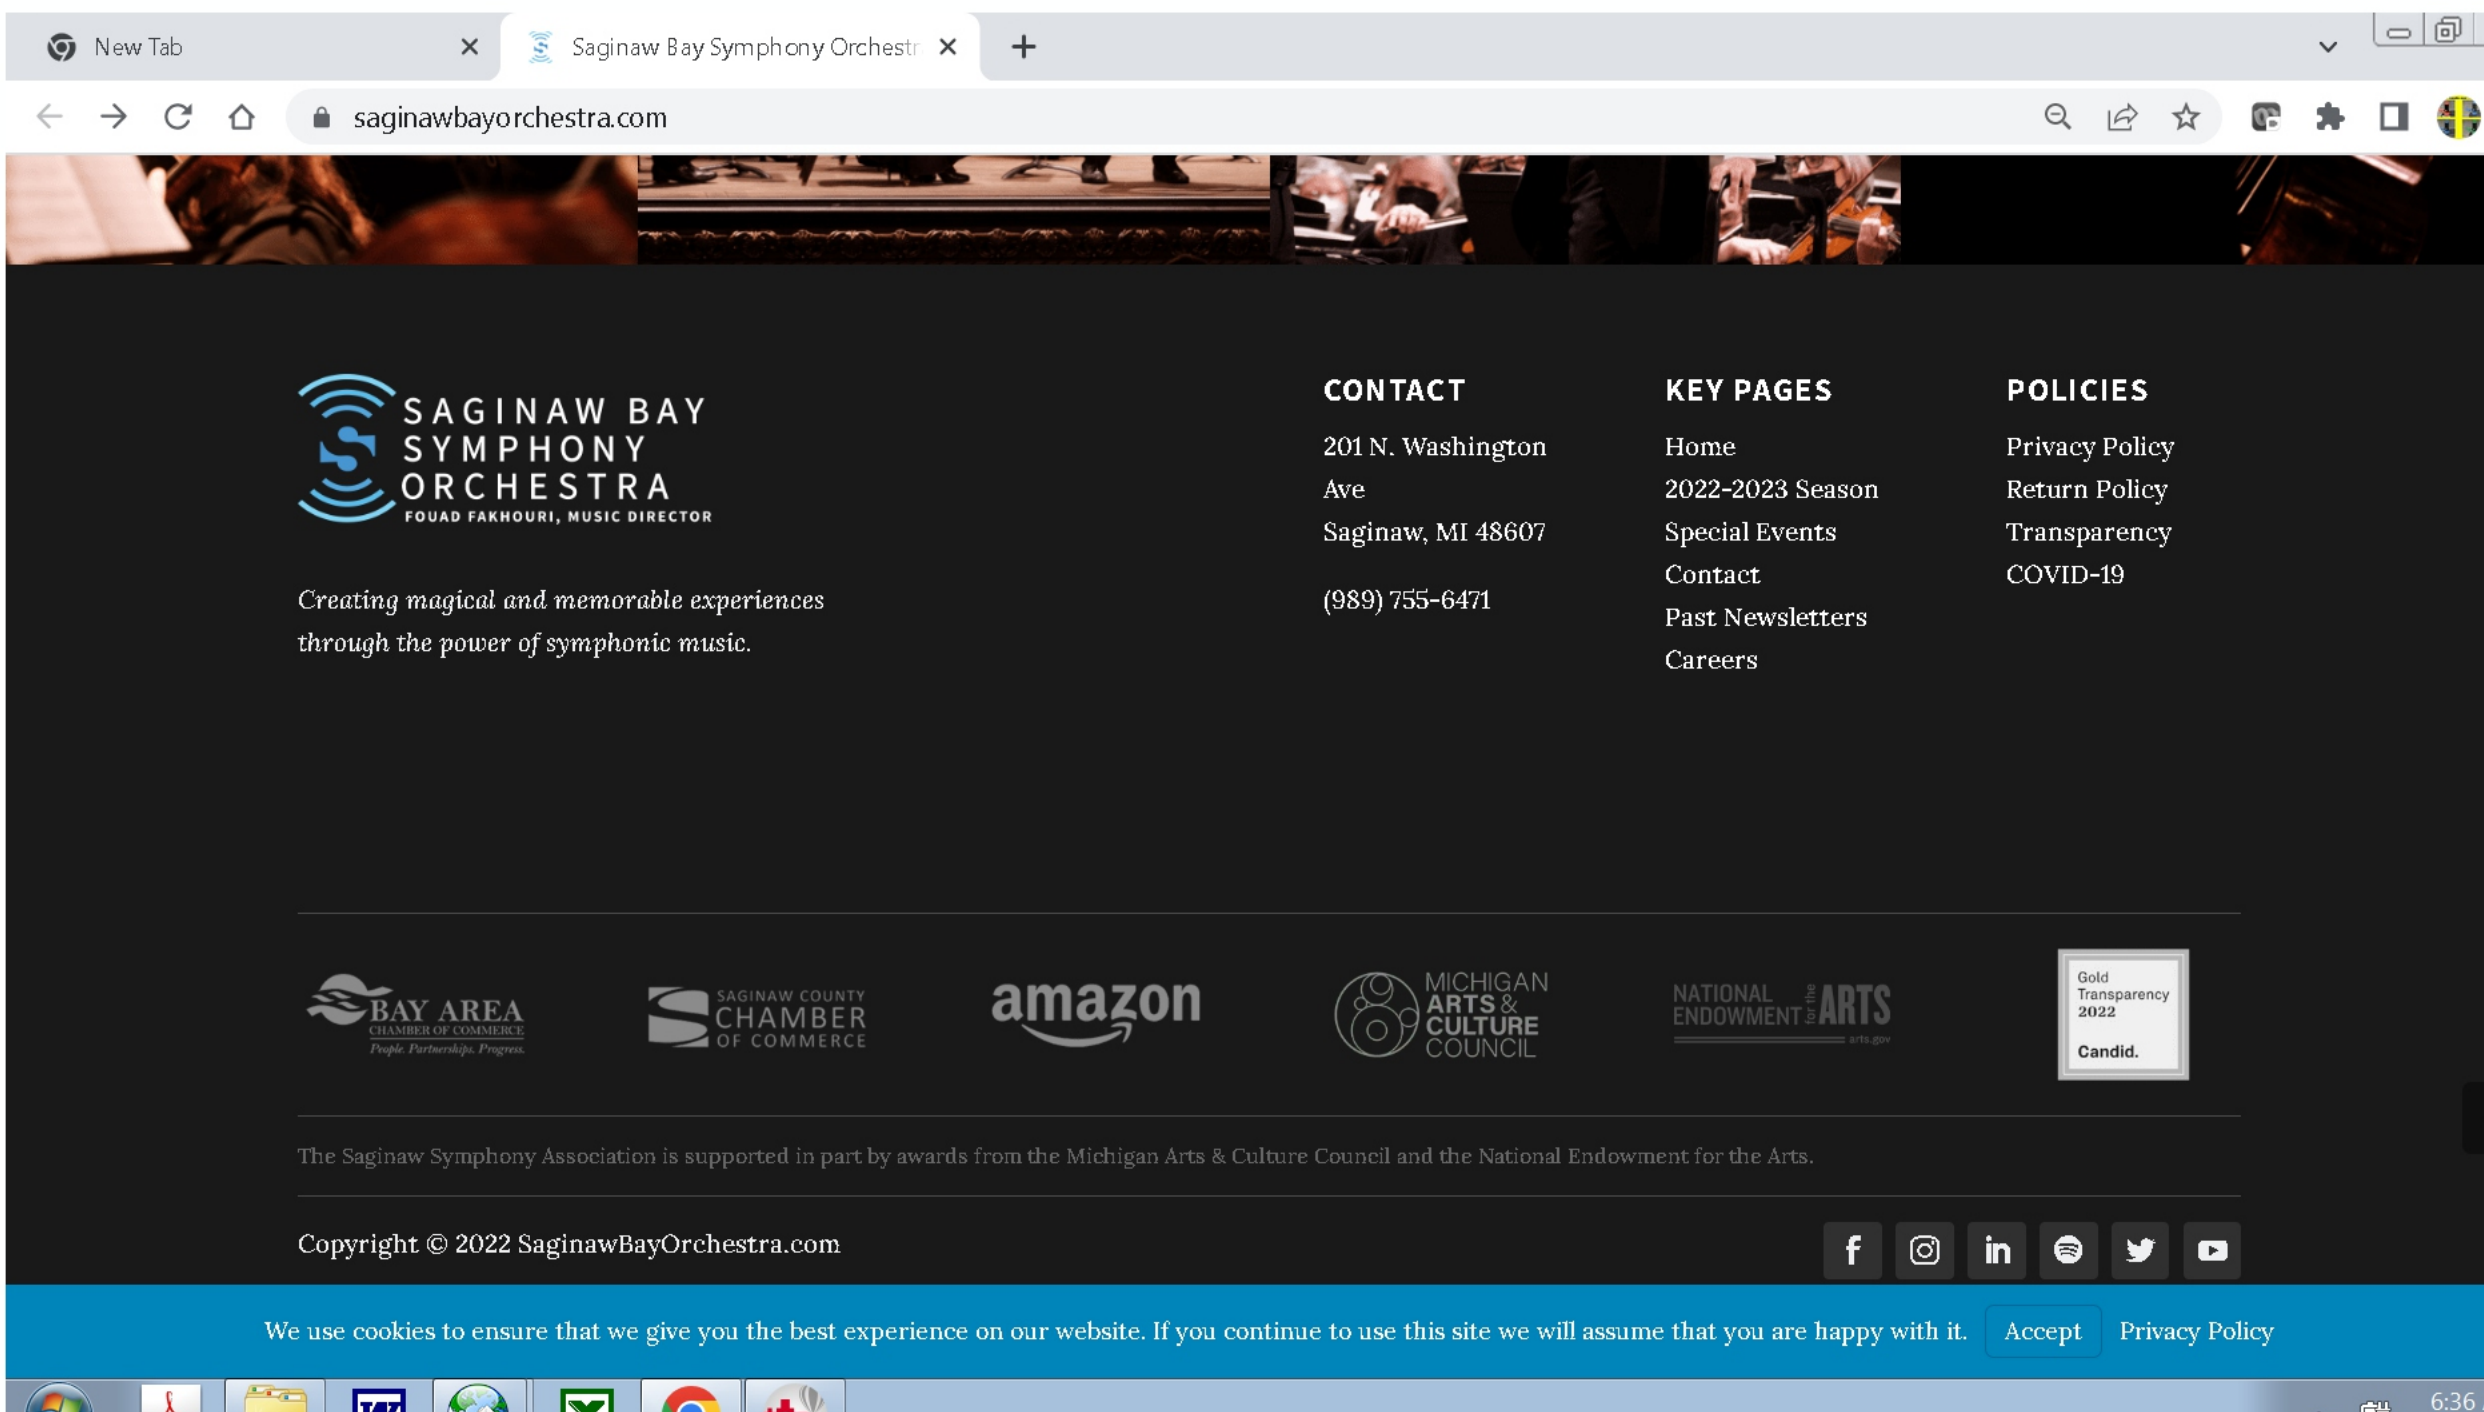 New Tab
Saginaw Bay Symphony Orchestr
saginawbayorchestra.com
SAGINAW BAY
SYMPHONY
ORCHESTRA
FOUAD FAKHOURI, MUSIC DIRECTOR
Creating magical and memorable experiences
through the power of symphonic music.
CONTACT
201 N. Washington
Ave
Saginaw, MI 48607
(989) 755-6471
KEY PAGES
Home
2022-2023 Season
Special Events
Contact
Past Newsletters
Careers
POLICIES
Privacy Policy
Return Policy
Transparency
COVID-19
BAY AREA
CHAMBER OF COMMERCE
People. Partnerships. Progress.
SAGINAW COUNTY
CHAMBER
OF COMMERCE
amazon
MICHIGAN
ARTS &
CULTURE
COUNCIL
NATIONAL
ENDOWMENT for the ARTS
arts.gov
Gold
Transparency
2022
Candid.
The Saginaw Symphony Association is supported in part by awards from the Michigan Arts & Culture Council and the National Endowment for the Arts.
Copyright © 2022 SaginawBayOrchestra.com
We use cookies to ensure that we give you the best experience on our website. If you continue to use this site we will assume that you are happy with it. Accept Privacy Policy
6:36